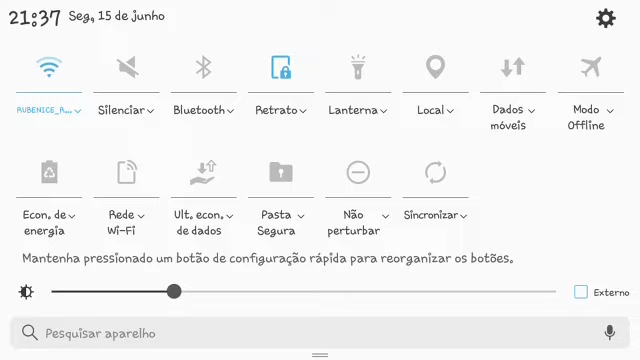 21:37 Seg, 15 de junho
RUBENICE_R... Silenciar Bluetooth Retrato Lanterna Local Dados móveis Modo Offline
Econ. de energia Rede Wi-Fi Ult. econ. de dados Pasta Segura Não perturbar Sincronizar
Mantenha pressionado um botão de configuração rápida para reorganizar os botões.
Externo
Pesquisar aparelho